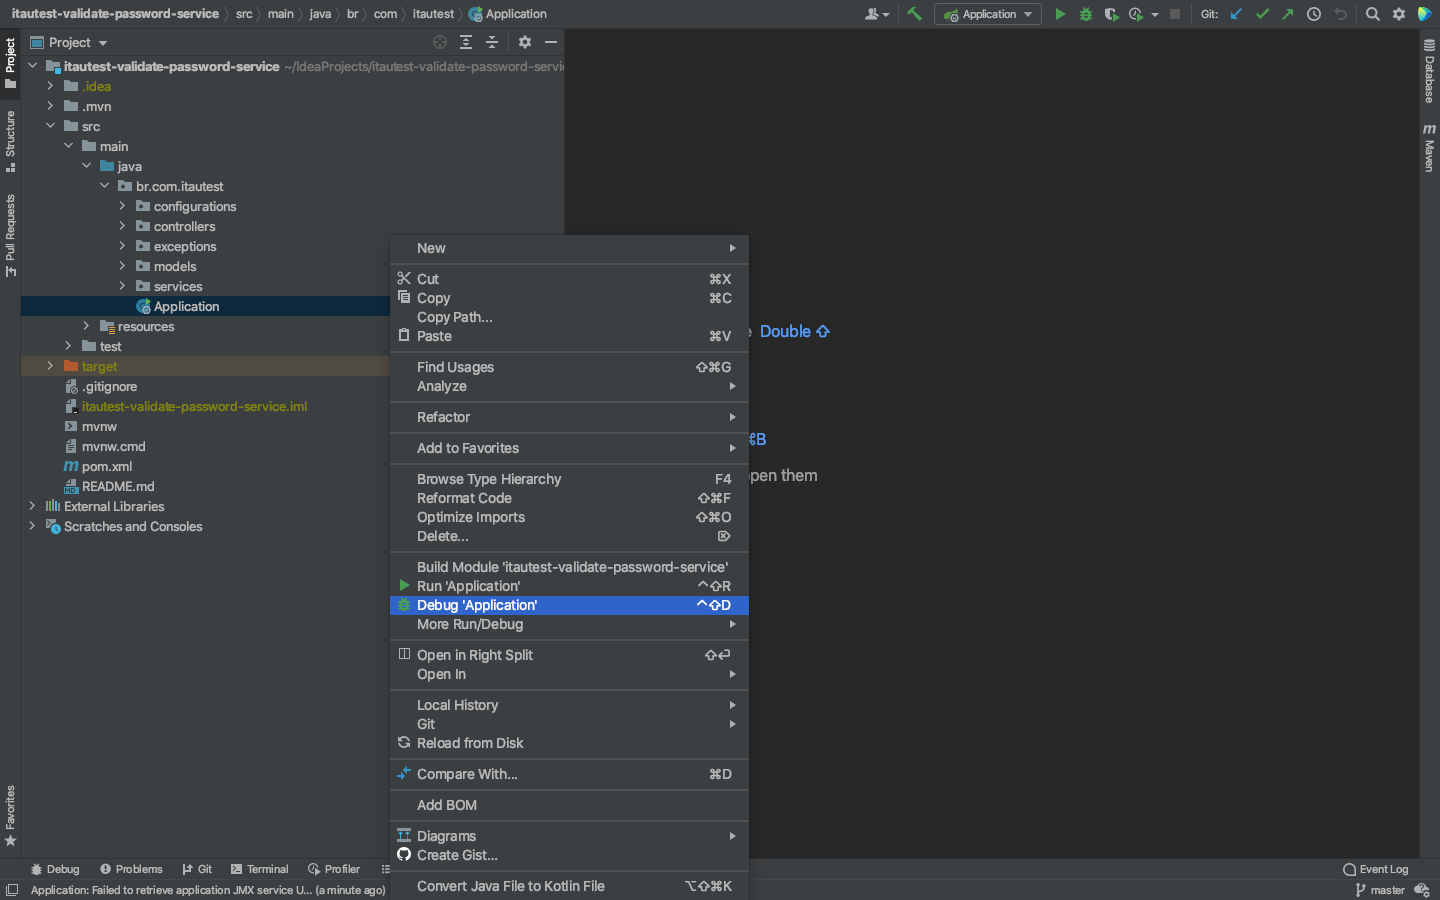 itautest-validate-password-service src main java br com itautest Application
Application
Git:
Project
Project
Structure
Pull Requests
Favorites
itautest-validate-password-service ~/IdeaProjects/itautest-validate-password-servi
.idea
.mvn
src
main
java
br.com.itautest
configurations
controllers
exceptions
models
services
Application
resources
test
target
.gitignore
itautest-validate-password-service.iml
mvnw
mvnw.cmd
pom.xml
README.md
External Libraries
Scratches and Consoles
New
Cut ⌘X
Copy ⌘C
Copy Path...
Paste ⌘V
Find Usages ⇧⌘G
Analyze
Refactor
Add to Favorites
Browse Type Hierarchy F4
Reformat Code ⇧⌘F
Optimize Imports ⇧⌘O
Delete... ⌦
Build Module 'itautest-validate-password-service'
Run 'Application' ^⇧R
Debug 'Application' ^⇧D
More Run/Debug
Open in Right Split ⇧⏎
Open In
Local History
Git
Reload from Disk
Compare With... ⌘D
Add BOM
Diagrams
Create Gist...
Convert Java File to Kotlin File ⌥⇧⌘K
e Double ⇧
⌘B
open them
Database
Maven
Debug Problems Git Terminal Profiler
Event Log
Application: Failed to retrieve application JMX service U... (a minute ago)
master